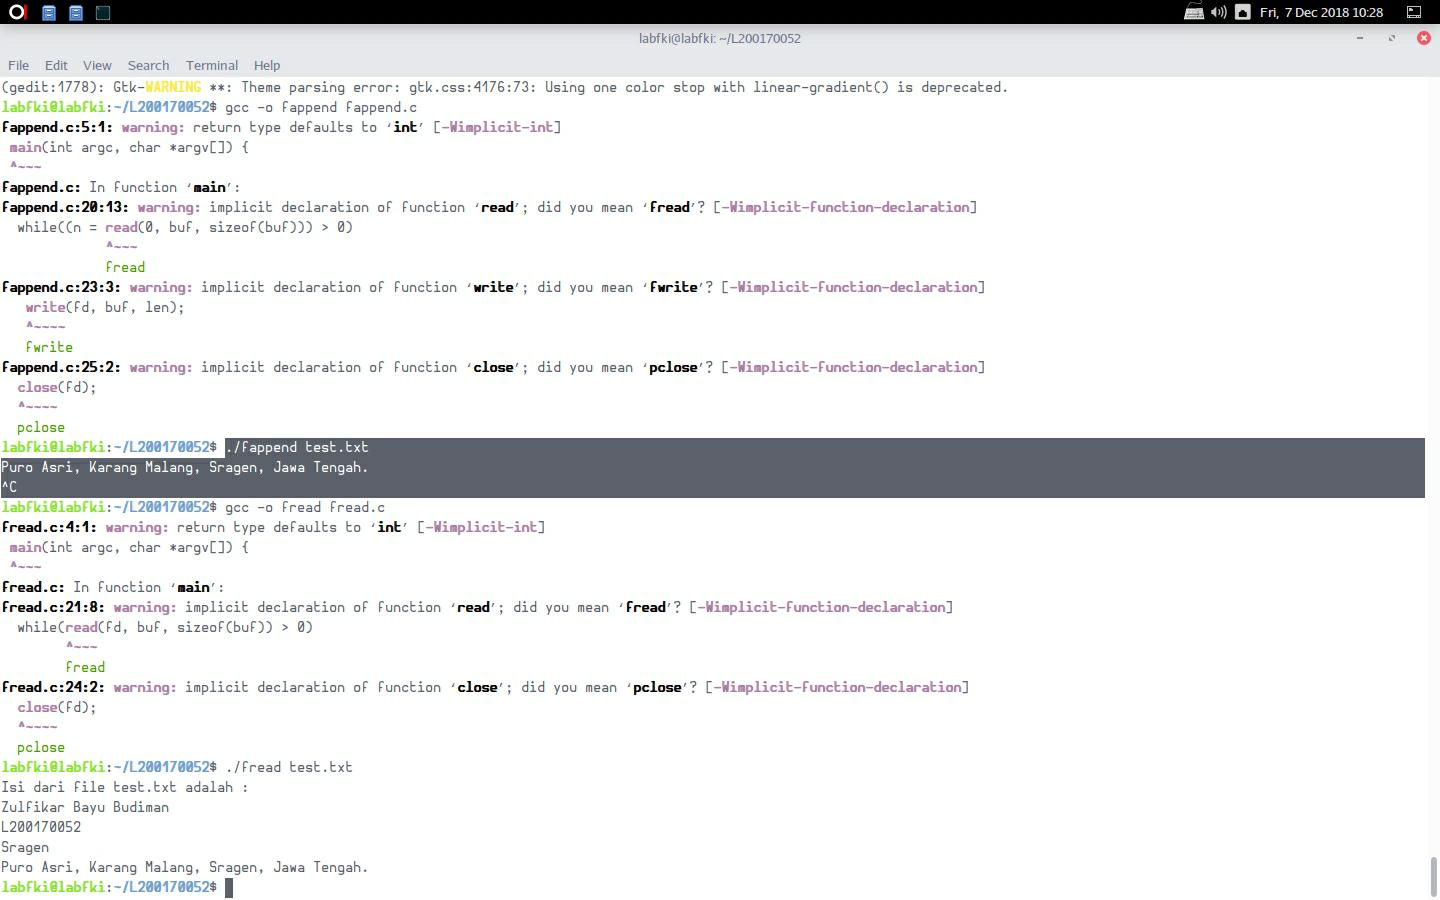 Fri, 7 Dec 2018 10:28
labfki@labfki: ~/L200170052
File Edit View Search Terminal Help
(gedit:1778): Gtk-WARNING **: Theme parsing error: gtk.css:4176:73: Using one color stop with linear-gradient() is deprecated.
labfki@labfki:~/L200170052$ gcc -o fappend fappend.c
fappend.c:5:1: warning: return type defaults to ‘int’ [-Wimplicit-int]
 main(int argc, char *argv[]) {
 ^~~~
fappend.c: In function ‘main’:
fappend.c:20:13: warning: implicit declaration of function ‘read’; did you mean ‘fread’? [-Wimplicit-function-declaration]
  while((n = read(0, buf, sizeof(buf))) > 0)
             ^~~~
             fread
fappend.c:23:3: warning: implicit declaration of function ‘write’; did you mean ‘fwrite’? [-Wimplicit-function-declaration]
   write(fd, buf, len);
   ^~~~~
   fwrite
fappend.c:25:2: warning: implicit declaration of function ‘close’; did you mean ‘pclose’? [-Wimplicit-function-declaration]
  close(fd);
  ^~~~~
  pclose
labfki@labfki:~/L200170052$ ./fappend test.txt
Puro Asri, Karang Malang, Sragen, Jawa Tengah.
^C
labfki@labfki:~/L200170052$ gcc -o fread fread.c
fread.c:4:1: warning: return type defaults to ‘int’ [-Wimplicit-int]
 main(int argc, char *argv[]) {
 ^~~~
fread.c: In function ‘main’:
fread.c:21:8: warning: implicit declaration of function ‘read’; did you mean ‘fread’? [-Wimplicit-function-declaration]
  while(read(fd, buf, sizeof(buf)) > 0)
        ^~~~
        fread
fread.c:24:2: warning: implicit declaration of function ‘close’; did you mean ‘pclose’? [-Wimplicit-function-declaration]
  close(fd);
  ^~~~~
  pclose
labfki@labfki:~/L200170052$ ./fread test.txt
Isi dari file test.txt adalah :
Zulfikar Bayu Budiman
L200170052
Sragen
Puro Asri, Karang Malang, Sragen, Jawa Tengah.
labfki@labfki:~/L200170052$